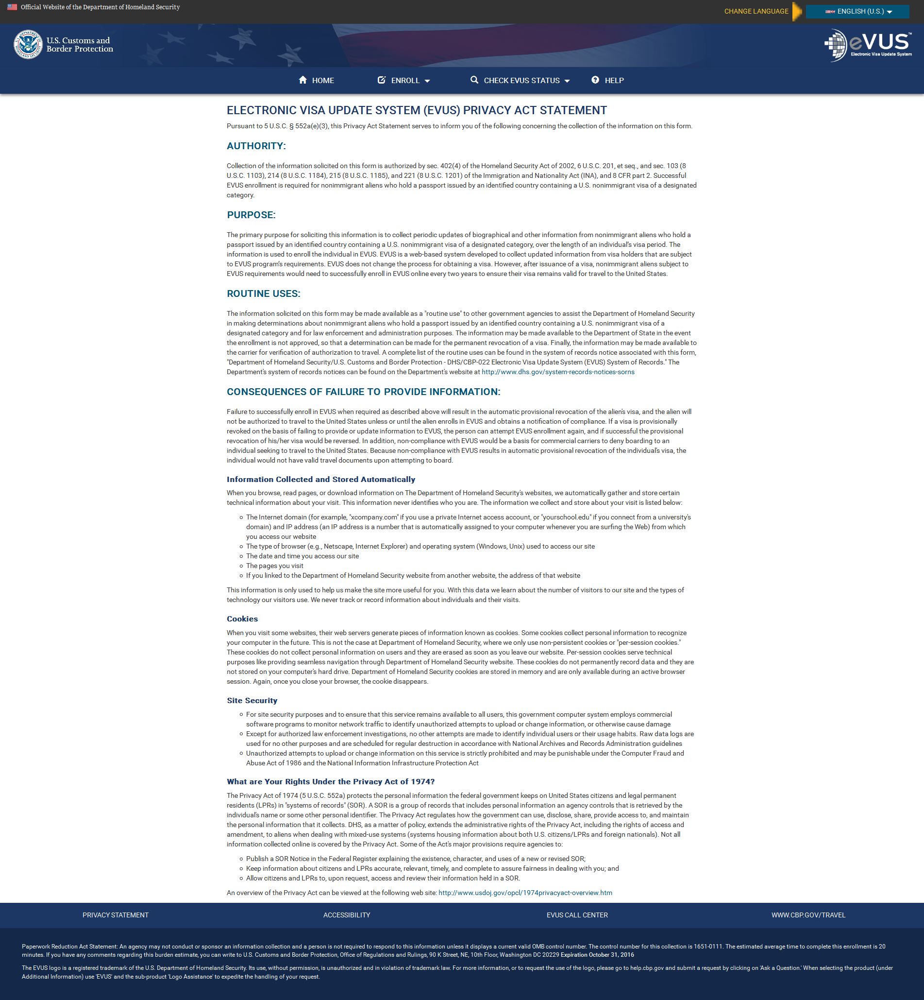 Official Website of the Department of Homeland Security
CHANGE LANGUAGE
ENGLISH (U.S.)
U.S. Customs and
Border Protection
eVUS™
Electronic Visa Update System
HOME
ENROLL
CHECK EVUS STATUS
HELP
ELECTRONIC VISA UPDATE SYSTEM (EVUS) PRIVACY ACT STATEMENT
Pursuant to 5 U.S.C. § 552a(e)(3), this Privacy Act Statement serves to inform you of the following concerning the collection of the information on this form.
AUTHORITY:
Collection of the information solicited on this form is authorized by sec. 402(4) of the Homeland Security Act of 2002, 6 U.S.C. 201, et seq., and sec. 103 (8
U.S.C. 1103), 214 (8 U.S.C. 1184), 215 (8 U.S.C. 1185), and 221 (8 U.S.C. 1201) of the Immigration and Nationality Act (INA), and 8 CFR part 2. Successful
EVUS enrollment is required for nonimmigrant aliens who hold a passport issued by an identified country containing a U.S. nonimmigrant visa of a designated
category.
PURPOSE:
The primary purpose for soliciting this information is to collect periodic updates of biographical and other information from nonimmigrant aliens who hold a
passport issued by an identified country containing a U.S. nonimmigrant visa of a designated category, over the length of an individual's visa period. The
information is used to enroll the individual in EVUS. EVUS is a web-based system developed to collect updated information from visa holders that are subject
to EVUS program's requirements. EVUS does not change the process for obtaining a visa. However, after issuance of a visa, nonimmigrant aliens subject to
EVUS requirements would need to successfully enroll in EVUS online every two years to ensure their visa remains valid for travel to the United States.
ROUTINE USES:
The information solicited on this form may be made available as a "routine use" to other government agencies to assist the Department of Homeland Security
in making determinations about nonimmigrant aliens who hold a passport issued by an identified country containing a U.S. nonimmigrant visa of a
designated category and for law enforcement and administration purposes. The information may be made available to the Department of State in the event
the enrollment is not approved, so that a determination can be made for the permanent revocation of a visa. Finally, the information may be made available to
the carrier for verification of authorization to travel. A complete list of the routine uses can be found in the system of records notice associated with this form,
"Department of Homeland Security/U.S. Customs and Border Protection - DHS/CBP-022 Electronic Visa Update System (EVUS) System of Records." The
Department's system of records notices can be found on the Department's website at http://www.dhs.gov/system-records-notices-sorns
CONSEQUENCES OF FAILURE TO PROVIDE INFORMATION:
Failure to successfully enroll in EVUS when required as described above will result in the automatic provisional revocation of the alien's visa, and the alien will
not be authorized to travel to the United States unless or until the alien enrolls in EVUS and obtains a notification of compliance. If a visa is provisionally
revoked on the basis of failing to provide or update information to EVUS, the person can attempt EVUS enrollment again, and if successful the provisional
revocation of his/her visa would be reversed. In addition, non-compliance with EVUS would be a basis for commercial carriers to deny boarding to an
individual seeking to travel to the United States. Because non-compliance with EVUS results in automatic provisional revocation of the individual's visa, the
individual would not have valid travel documents upon attempting to board.
Information Collected and Stored Automatically
When you browse, read pages, or download information on The Department of Homeland Security's websites, we automatically gather and store certain
technical information about your visit. This information never identifies who you are. The information we collect and store about your visit is listed below:
The Internet domain (for example, "xcompany.com" if you use a private Internet access account, or "yourschool.edu" if you connect from a university's
domain) and IP address (an IP address is a number that is automatically assigned to your computer whenever you are surfing the Web) from which
you access our website
The type of browser (e.g., Netscape, Internet Explorer) and operating system (Windows, Unix) used to access our site
The date and time you access our site
The pages you visit
If you linked to the Department of Homeland Security website from another website, the address of that website
This information is only used to help us make the site more useful for you. With this data we learn about the number of visitors to our site and the types of
technology our visitors use. We never track or record information about individuals and their visits.
Cookies
When you visit some websites, their web servers generate pieces of information known as cookies. Some cookies collect personal information to recognize
your computer in the future. This is not the case at Department of Homeland Security, where we only use non-persistent cookies or "per-session cookies."
These cookies do not collect personal information on users and they are erased as soon as you leave our website. Per-session cookies serve technical
purposes like providing seamless navigation through Department of Homeland Security website. These cookies do not permanently record data and they are
not stored on your computer's hard drive. Department of Homeland Security cookies are stored in memory and are only available during an active browser
session. Again, once you close your browser, the cookie disappears.
Site Security
For site security purposes and to ensure that this service remains available to all users, this government computer system employs commercial
software programs to monitor network traffic to identify unauthorized attempts to upload or change information, or otherwise cause damage
Except for authorized law enforcement investigations, no other attempts are made to identify individual users or their usage habits. Raw data logs are
used for no other purposes and are scheduled for regular destruction in accordance with National Archives and Records Administration guidelines
Unauthorized attempts to upload or change information on this service is strictly prohibited and may be punishable under the Computer Fraud and
Abuse Act of 1986 and the National Information Infrastructure Protection Act
What are Your Rights Under the Privacy Act of 1974?
The Privacy Act of 1974 (5 U.S.C. 552a) protects the personal information the federal government keeps on United States citizens and legal permanent
residents (LPRs) in "systems of records" (SOR). A SOR is a group of records that includes personal information an agency controls that is retrieved by the
individual's name or some other personal identifier. The Privacy Act regulates how the government can use, disclose, share, provide access to, and maintain
the personal information that it collects. DHS, as a matter of policy, extends the administrative rights of the Privacy Act, including the rights of access and
amendment, to aliens when dealing with mixed-use systems (systems housing information about both U.S. citizens/LPRs and foreign nationals). Not all
information collected online is covered by the Privacy Act. Some of the Act's major provisions require agencies to:
Publish a SOR Notice in the Federal Register explaining the existence, character, and uses of a new or revised SOR;
Keep information about citizens and LPRs accurate, relevant, timely, and complete to assure fairness in dealing with you; and
Allow citizens and LPRs to, upon request, access and review their information held in a SOR.
An overview of the Privacy Act can be viewed at the following web site: http://www.usdoj.gov/opcl/1974privacyact-overview.htm
PRIVACY STATEMENT
ACCESSIBILITY
EVUS CALL CENTER
WWW.CBP.GOV/TRAVEL
Paperwork Reduction Act Statement: An agency may not conduct or sponsor an information collection and a person is not required to respond to this information unless it displays a current valid OMB control number. The control number for this collection is 1651-0111. The estimated average time to complete this enrollment is 20
minutes. If you have any comments regarding this burden estimate, you can write to U.S. Customs and Border Protection, Office of Regulations and Rulings, 90 K Street, NE, 10th Floor, Washington DC 20229 Expiration October 31, 2016
The EVUS logo is a registered trademark of the U.S. Department of Homeland Security. Its use, without permission, is unauthorized and in violation of trademark law. For more information, or to request the use of the logo, please go to help.cbp.gov and submit a request by clicking on 'Ask a Question.' When selecting the product (under
Additional Information) use 'EVUS' and the sub-product 'Logo Assistance' to expedite the handling of your request.